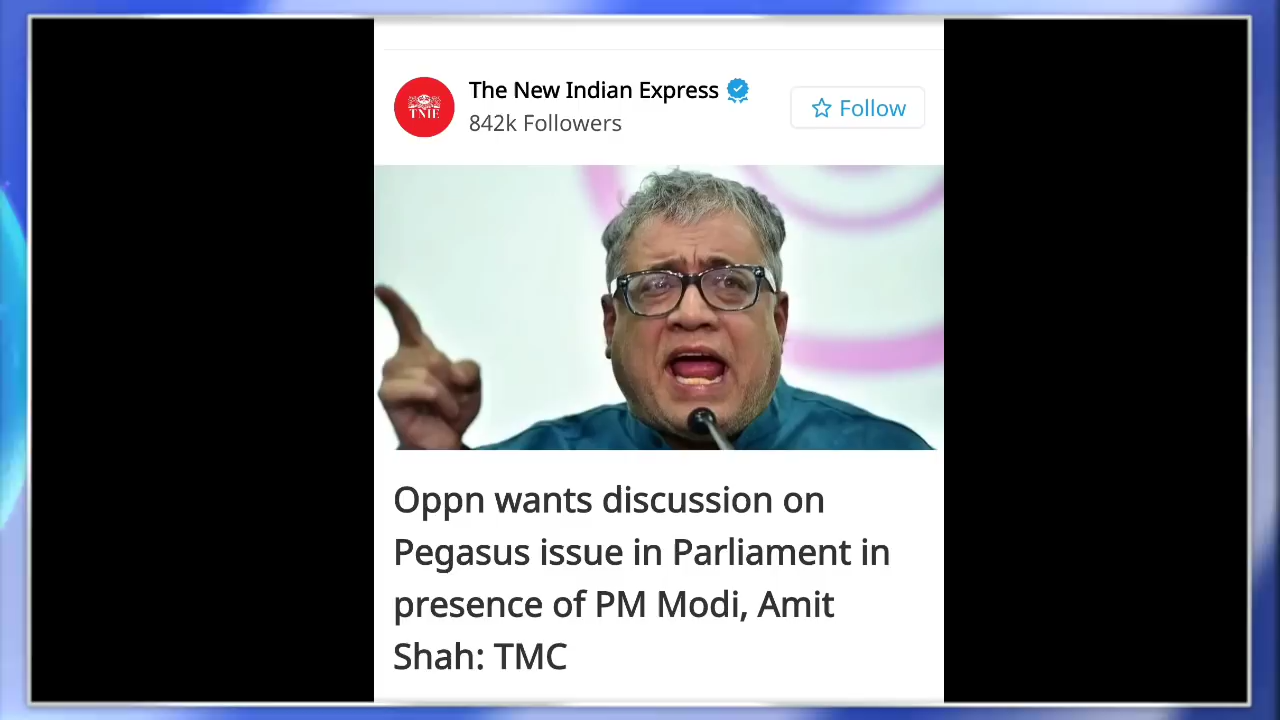 The New Indian Express
842k Followers
Follow
TNIE
Oppn wants discussion on
Pegasus issue in Parliament in
presence of PM Modi, Amit
Shah: TMC